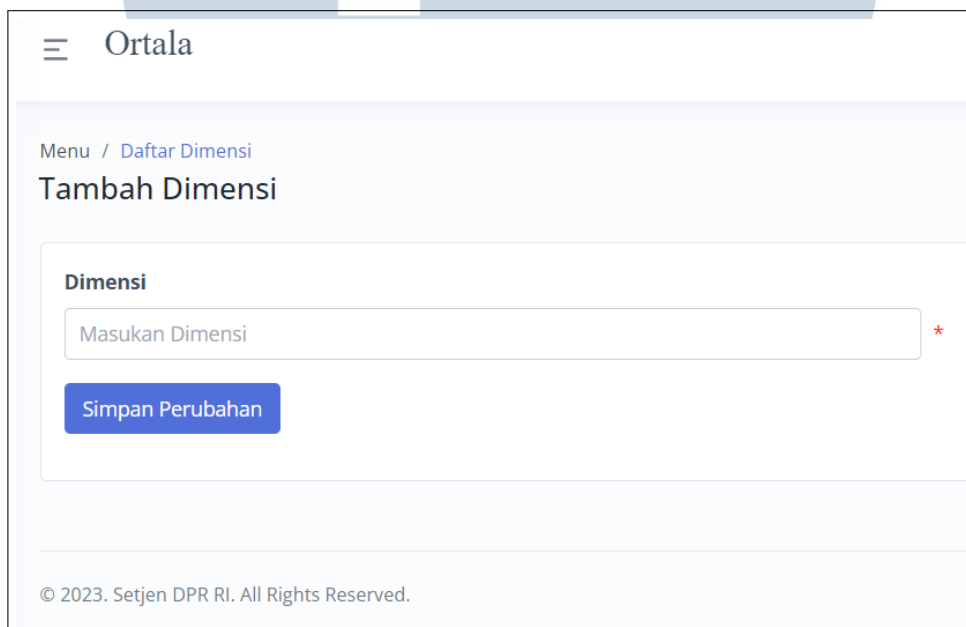 Ortala
Menu / Daftar Dimensi
Tambah Dimensi
Dimensi
Masukan Dimensi *
Simpan Perubahan
© 2023. Setjen DPR RI. All Rights Reserved.